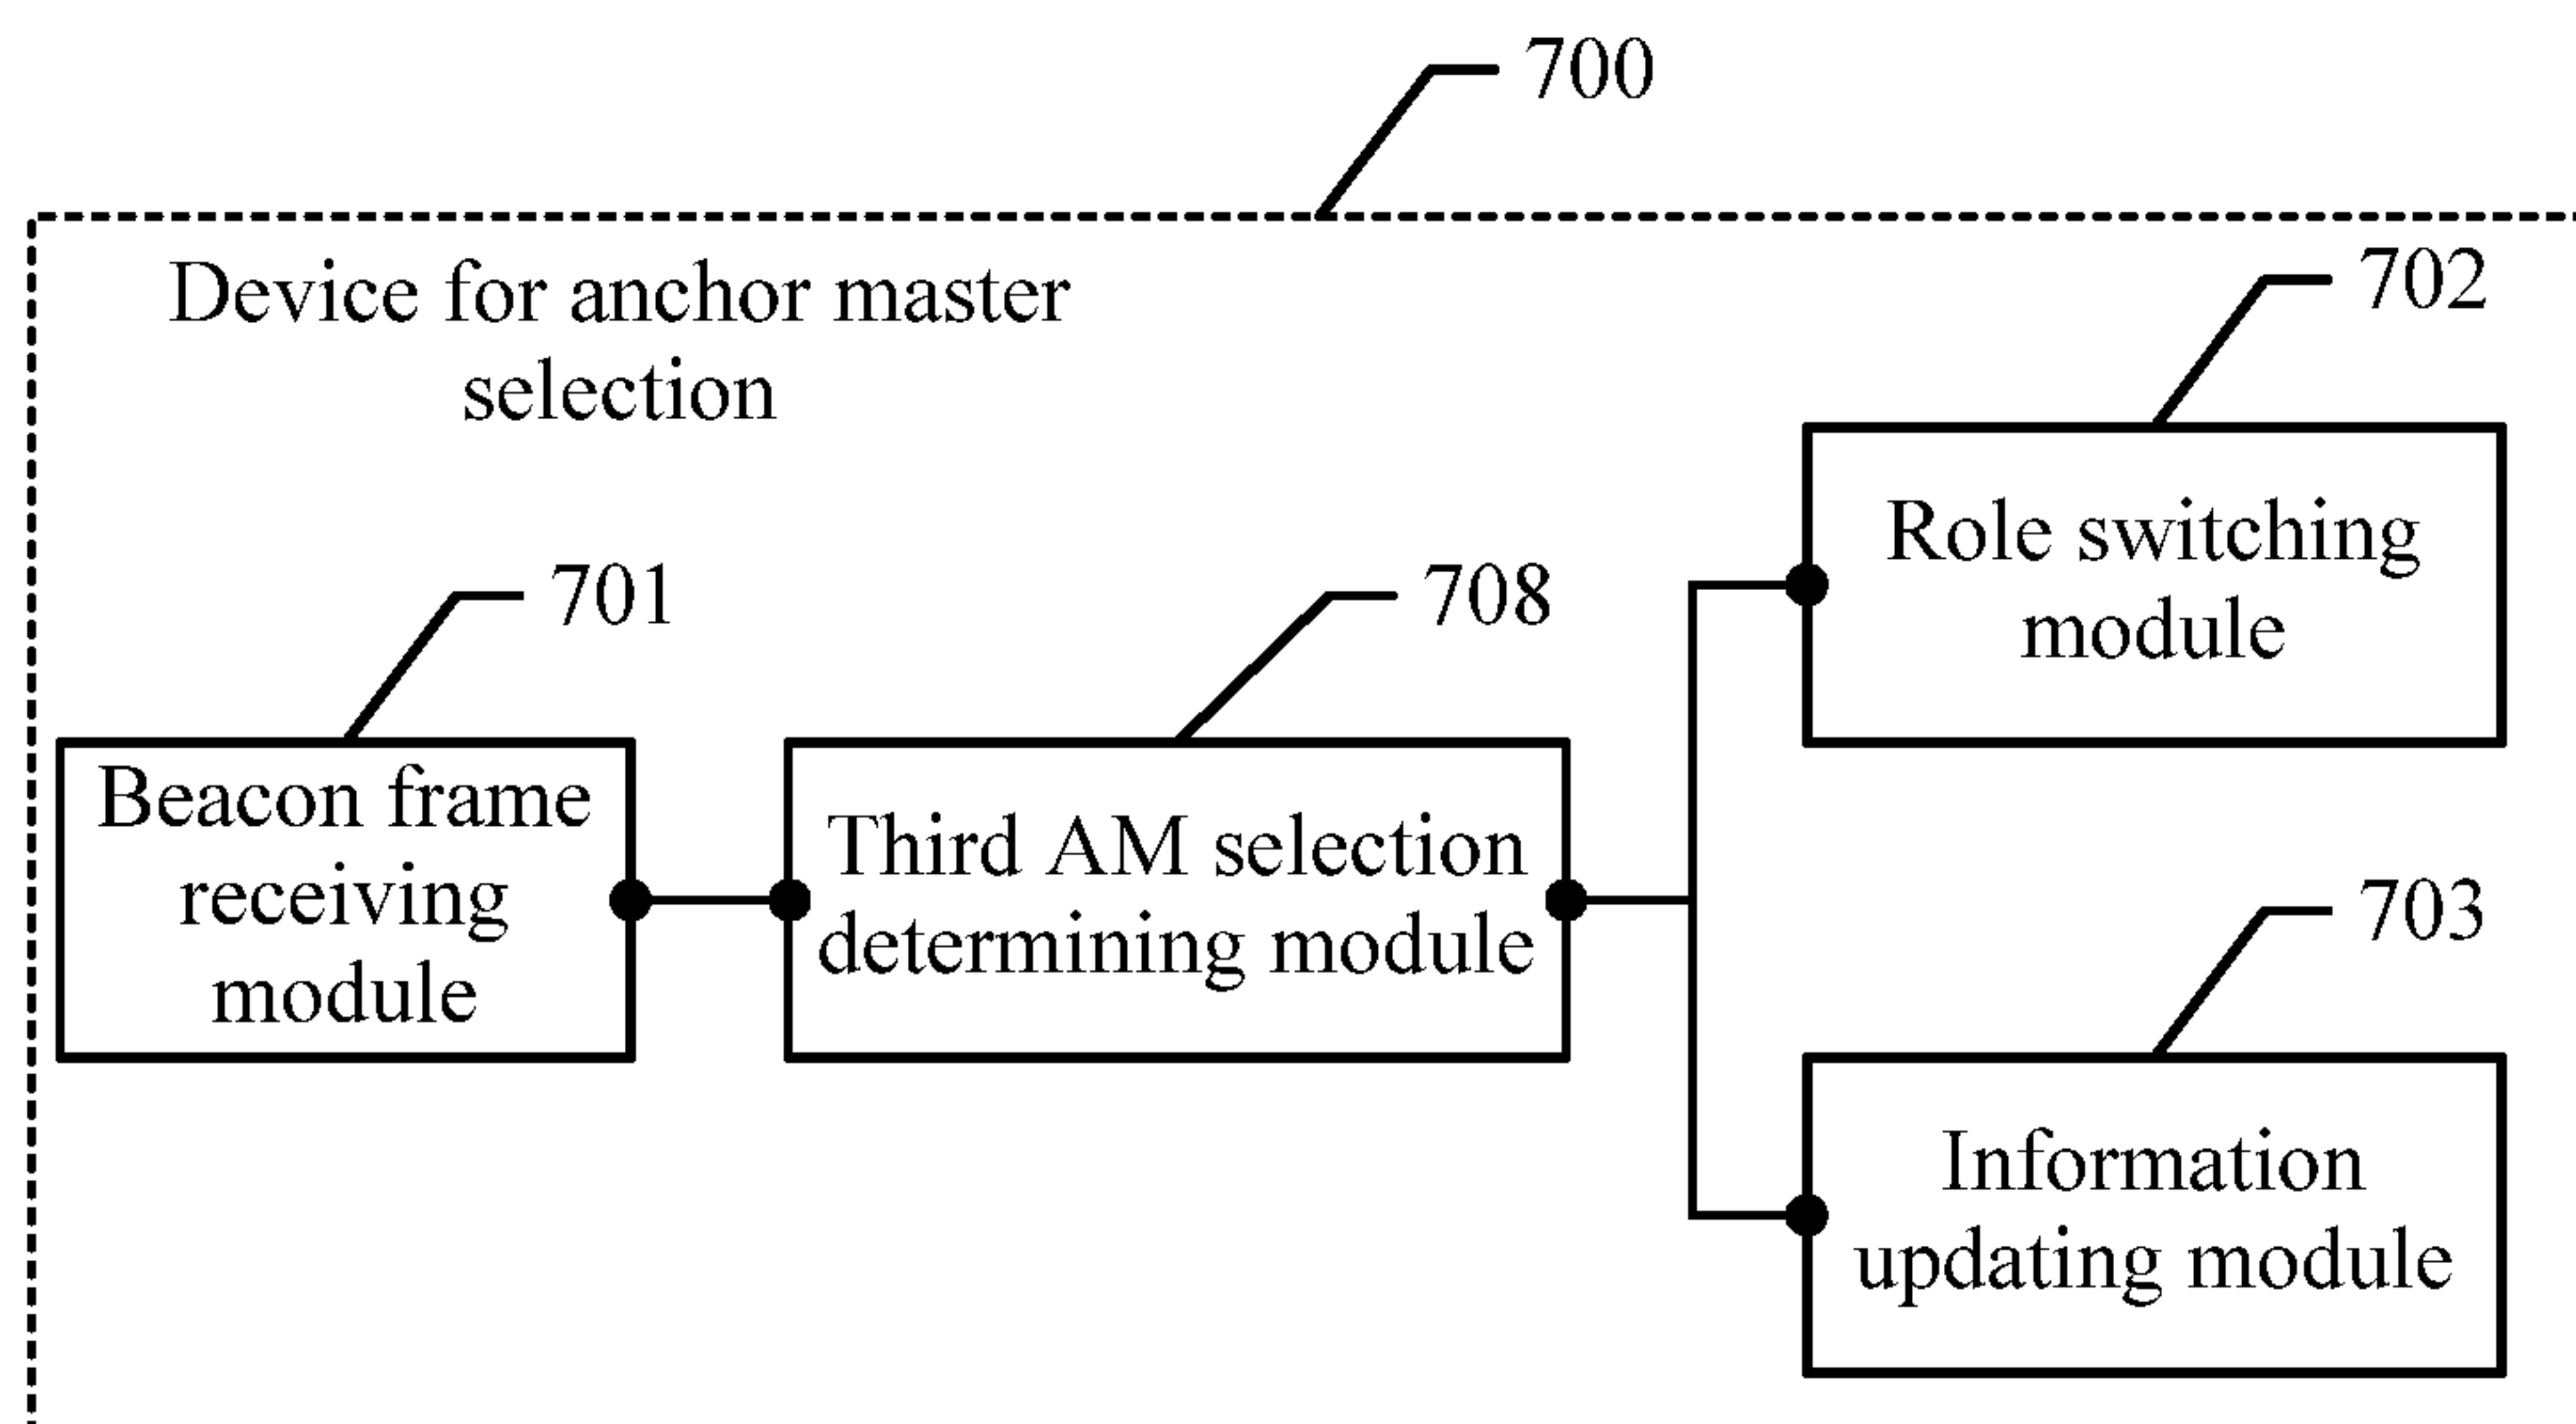 700
Device for anchor master
selection
702
Role switching
module
701
Beacon frame
receiving
module
708
Third AM selection
determining module
703
Information
updating module